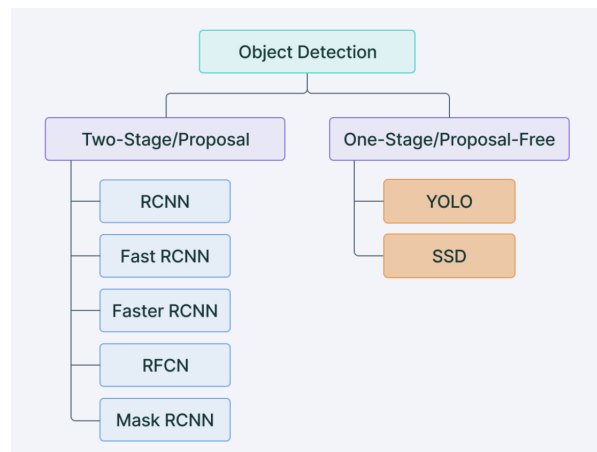 Object Detection
Two-Stage/Proposal
One-Stage/Proposal-Free
RCNN
YOLO
Fast RCNN
SSD
Faster RCNN
RFCN
Mask RCNN